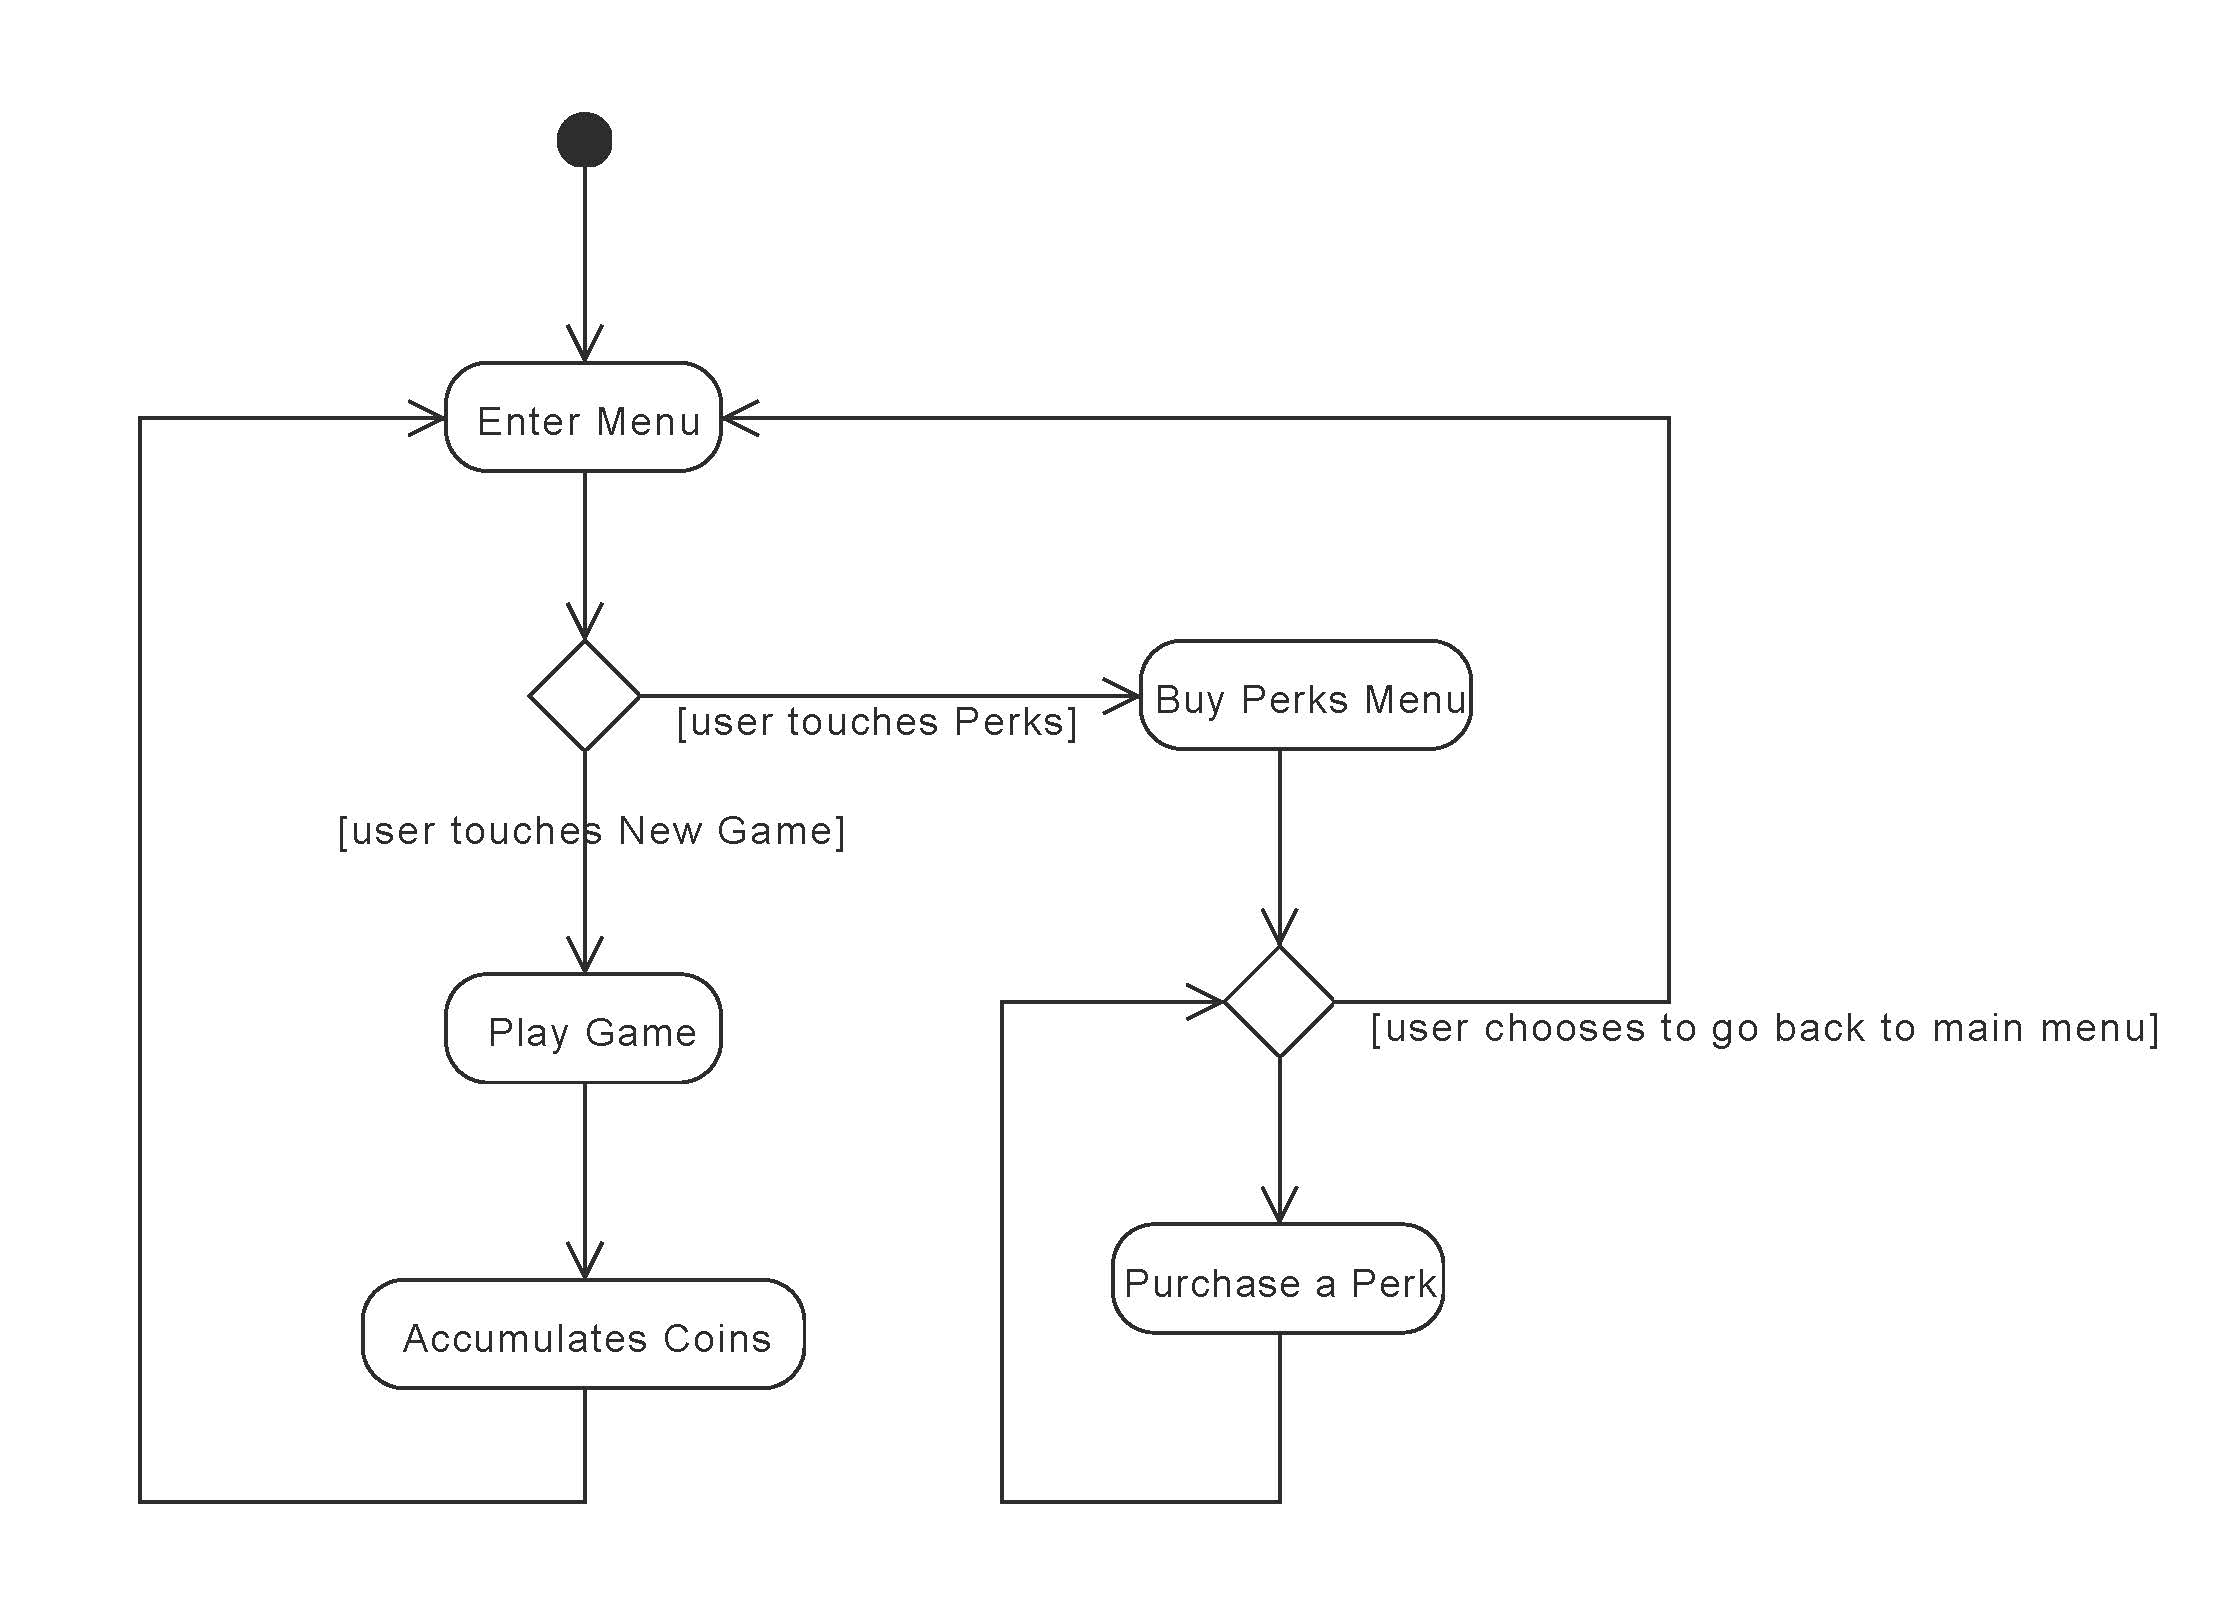 Enter Menu
Buy Perks Menu
[user touches Perks]
[user touches New Game]
Play Game
[user chooses to go back to main menu]
Purchase a Perk
Accumulates Coins